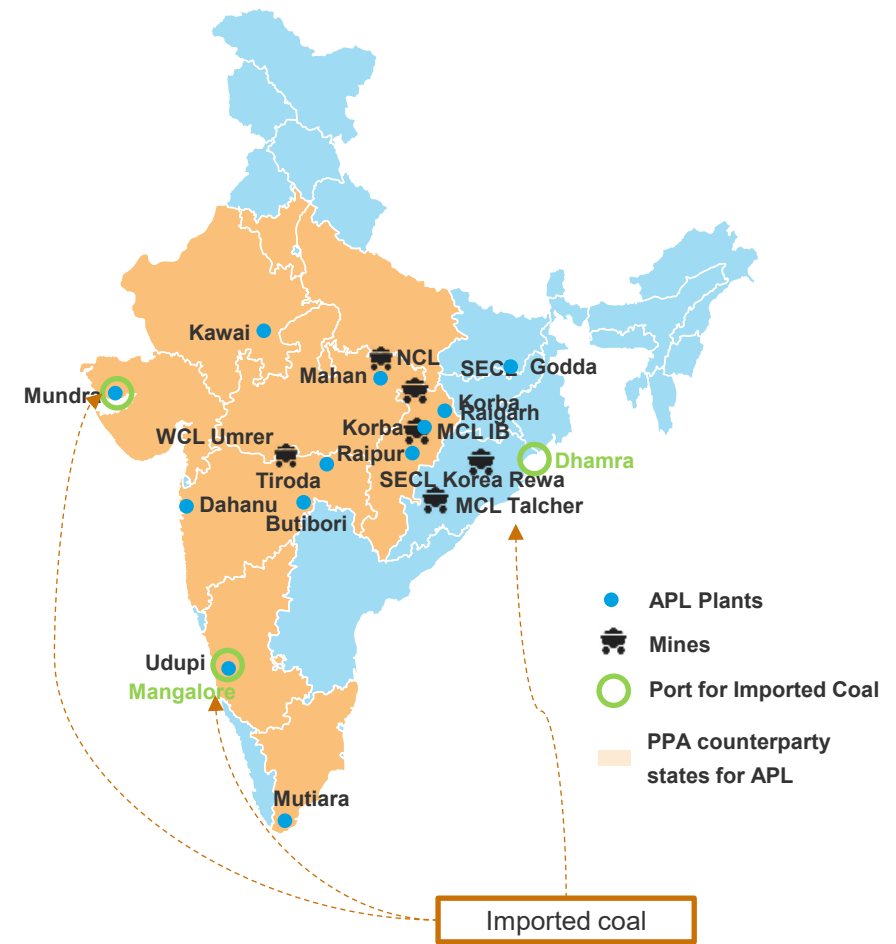 Kawai
NCL
Mahan
SECL
Godda
Mundra
Korba
Raigarh
WCL Umrer
Korba
MCL IB
Raipur
Dhamra
Tiroda
SECL Korea Rewa
Dahanu
MCL Talcher
Butibori
APL Plants
Mines
Udupi
Mangalore
Port for Imported Coal
PPA counterparty
states for APL
Mutiara
Imported coal